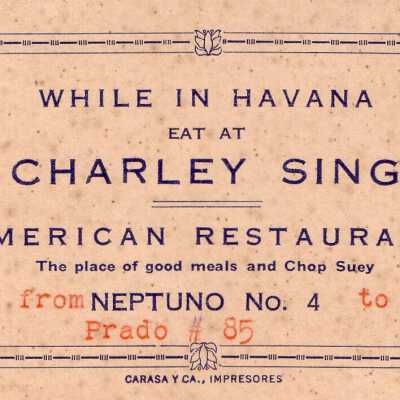 WHILE IN HAVANA
EAT AT
CHARLEY SING
MERICAN RESTAURA
The place of good meals and Chop Suey
from NEPTUNO No. 4 to
Prado # 85
CARASA Y CA., IMPRESORES